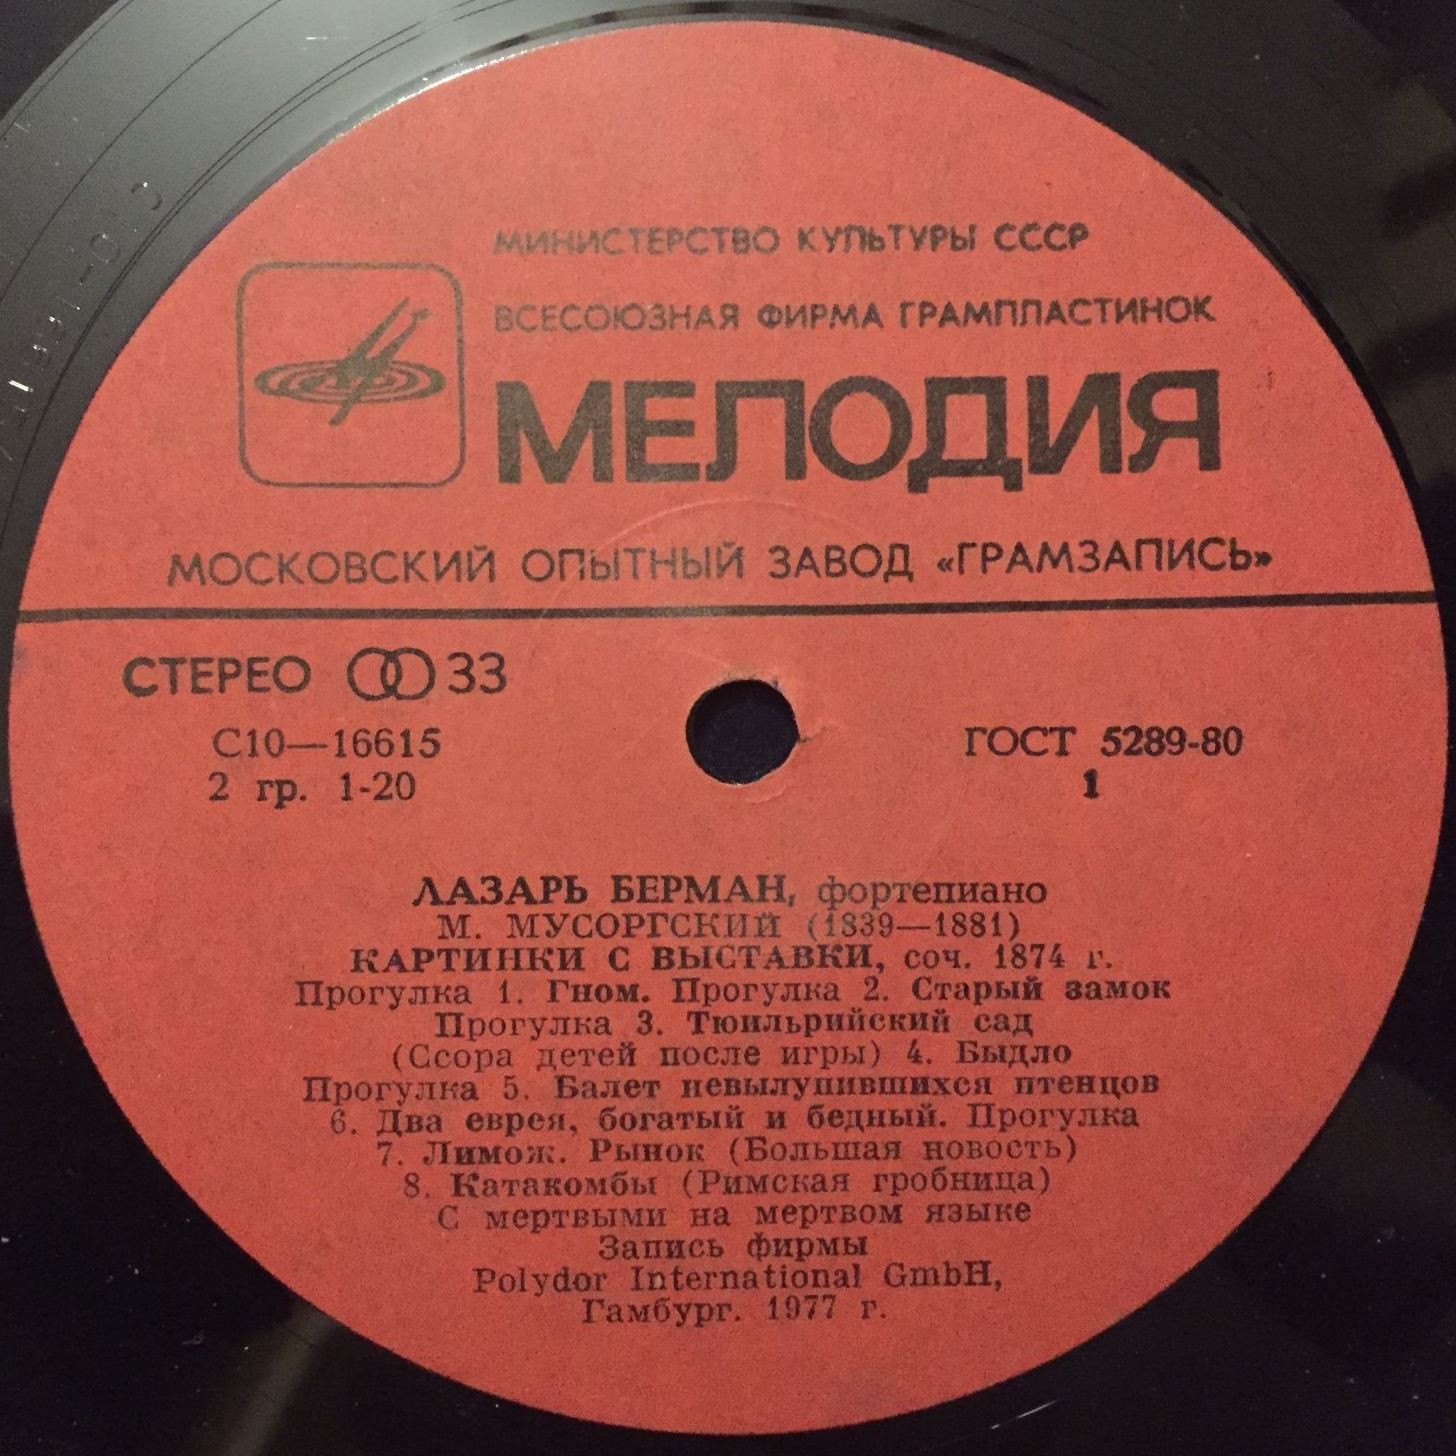 МИНИСТЕРСТВО КУЛЬТУРЫ СССР
ВСЕСОЮЗНАЯ ФИРМА ГРАМПЛАСТИНОК
МЕЛОДИЯ
МОСКОВСКИЙ ОПЫТНЫЙ ЗАВОД «ГРАМЗАПИСЬ»
СТЕРЕО 33
С10—16615
2 гр. 1-20
ГОСТ 5289-80
1
ЛАЗАРЬ БЕРМАН, фортепиано
М. МУСОРГСКИЙ (1839—1881)
КАРТИНКИ С ВЫСТАВКИ, соч. 1874 г.
Прогулка 1. Гном. Прогулка 2. Старый замок
Прогулка 3. Тюильрийский сад
(Ссора детей после игры) 4. Быдло
Прогулка 5. Балет невылупившихся птенцов
6. Два еврея, богатый и бедный. Прогулка
7. Лимож. Рынок (Большая новость)
8. Катакомбы (Римская гробница)
С мертвыми на мертвом языке
Запись фирмы
Polydor International GmbH,
Гамбург. 1977 г.